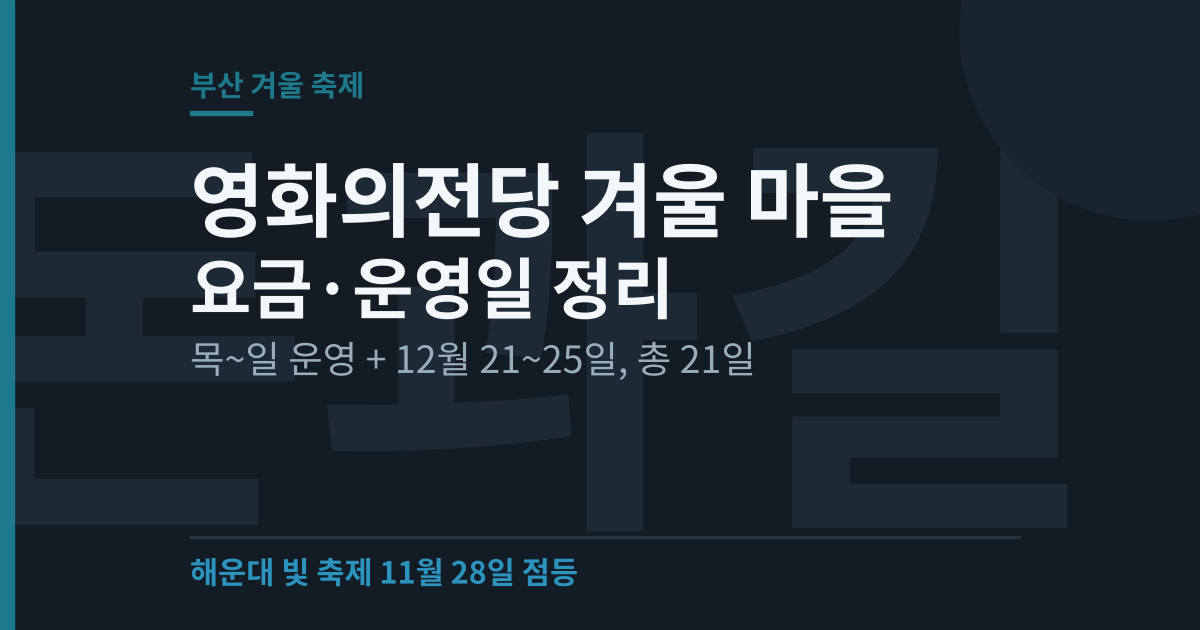 부산 겨울 축제
영화의전당 겨울 마을
요금·운영일 정리
목~일 운영 + 12월 21~25일, 총 21일
해운대 빛 축제 11월 28일 점등